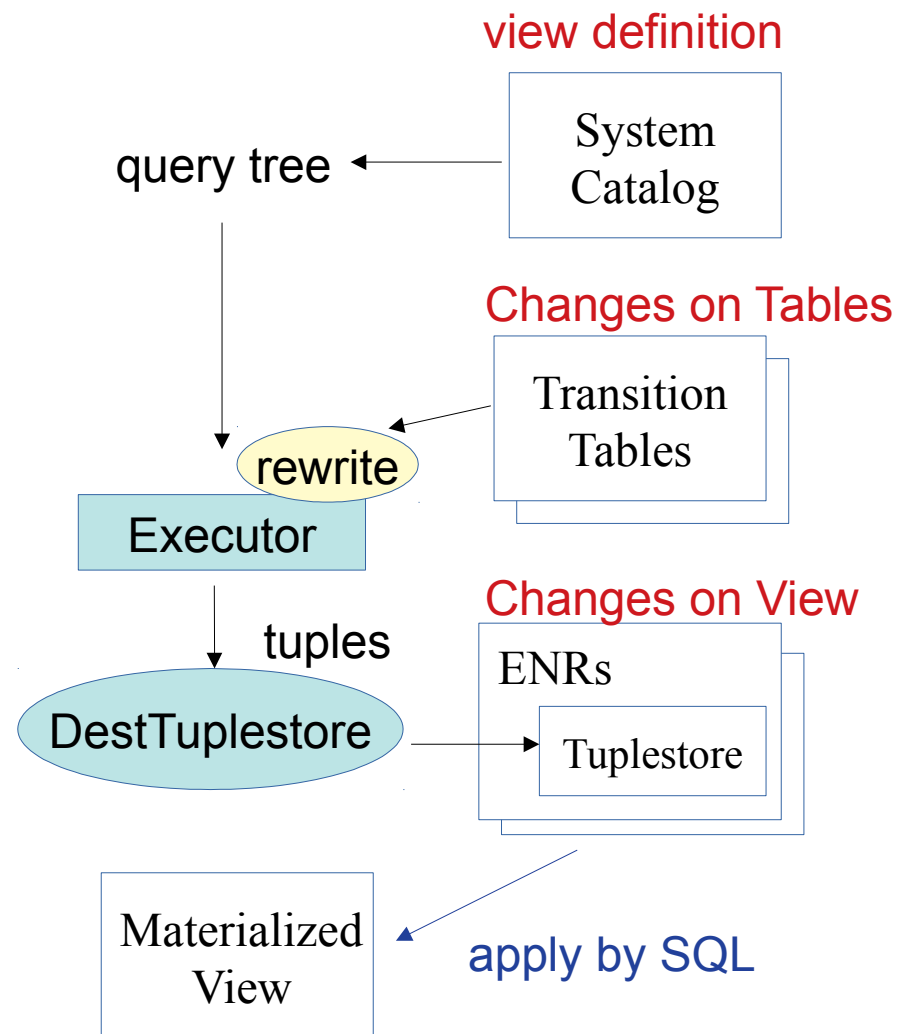 view definition
System
Catalog
query tree
Changes on Tables
Transition
Tables
rewrite
Executor
Changes on View
tuples
ENRs
DestTuplestore
Tuplestore
Materialized
View
apply by SQL